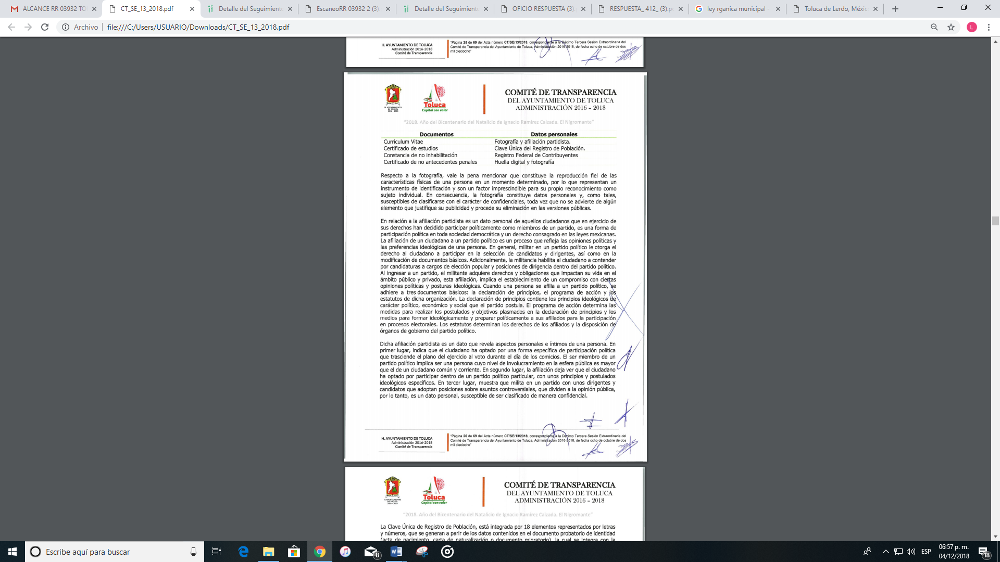 ALCANCE RR 03932 TO
CT_SE_13_2018.pdf
Detalle del Seguimiento
EscaneoRR 03932 2 (3).
Detalle del Seguimiento
OFICIO RESPUESTA (3).
RESPUESTA_ 412_ (3).p
ley rganica municipal -
Toluca de Lerdo, Méxic
Archivo | file:///C:/Users/USUARIO/Downloads/CT_SE_13_2018.pdf
L
H. AYUNTAMIENTO DE TOLUCA
Administración 2016-2018
Comité de Transparencia
"Página 25 de 69 del Acta número CT/SE/13/2018, correspondiente a la Décimo Tercera Sesión Extraordinaria del
Comité de Transparencia del Ayuntamiento de Toluca, Administración 2016-2018, de fecha ocho de octubre de dos
mil dieciocho"
H. AYUNTAMIENTO
DE TOLUCA
2016 - 2018
Toluca
Capital con valor
COMITÉ DE TRANSPARENCIA
DEL AYUNTAMIENTO DE TOLUCA
ADMINISTRACIÓN 2016 – 2018
"2018. Año del Bicentenario del Natalicio de Ignacio Ramírez Calzada. El Nigromante"
Documentos Datos personales
Curriculum Vitae Fotografía y afiliación partidista.
Certificado de estudios Clave Única del Registro de Población.
Constancia de no inhabilitación Registro Federal de Contribuyentes
Certificado de no antecedentes penales Huella digital y fotografía
Respecto a la fotografía, vale la pena mencionar que constituye la reproducción fiel de las
características físicas de una persona en un momento determinado, por lo que representan un
instrumento de identificación y son un factor imprescindible para su propio reconocimiento como
sujeto individual. En consecuencia, la fotografía constituye datos personales y, como tales,
susceptibles de clasificarse con el carácter de confidenciales, toda vez que no se advierte de algún
elemento que justifique su publicidad y procede su eliminación en las versiones públicas.
En relación a la afiliación partidista es un dato personal de aquellos ciudadanos que en ejercicio de
sus derechos han decidido participar políticamente como miembros de un partido, es una forma de
participación política en toda sociedad democrática y un derecho consagrado en las leyes mexicanas.
La afiliación de un ciudadano a un partido político es un proceso que refleja las opiniones políticas y
las preferencias ideológicas de una persona. En general, militar en un partido político le otorga el
derecho al ciudadano a participar en la selección de candidatos y dirigentes, así como en la
modificación de documentos básicos. Adicionalmente, la militancia habilita al ciudadano a contender
por candidaturas a cargos de elección popular y posiciones de dirigencia dentro del partido político.
Al ingresar a un partido, el militante adquiere derechos y obligaciones que impactan su vida en el
ámbito público y privado, esta afiliación, implica el establecimiento de un compromiso con ciertas
opiniones políticas y posturas ideológicas. Cuando una persona se afilia a un partido político, se
adhiere a tres documentos básicos: la declaración de principios, el programa de acción y los
estatutos de dicha organización. La declaración de principios contiene los principios ideológicos de
carácter político, económico y social que el partido postula. El programa de acción determina las
medidas para realizar los postulados y objetivos plasmados en la declaración de principios y los
medios para formar ideológicamente y preparar políticamente a sus afiliados para la participación
en procesos electorales. Los estatutos determinan los derechos de los afiliados y la disposición de
órganos de gobierno del partido político.
Dicha afiliación partidista es un dato que revela aspectos personales e íntimos de una persona. En
primer lugar, indica que el ciudadano ha optado por una forma específica de participación política
que trasciende el plano del ejercicio al voto durante el día de los comicios. El ser miembro de un
partido político implica ser una persona cuyo nivel de involucramiento en la esfera pública es mayor
que el de un ciudadano común y corriente. En segundo lugar, la afiliación deja ver que el ciudadano
ha optado por participar dentro de un partido político particular, con unos principios y postulados
ideológicos específicos. En tercer lugar, muestra que milita en un partido con unos dirigentes y
candidatos que adoptan posiciones sobre asuntos controversiales, que dividen a la opinión pública,
por lo tanto, es un dato personal, susceptible de ser clasificado de manera confidencial.
H. AYUNTAMIENTO DE TOLUCA
Administración 2016-2018
Comité de Transparencia
"Página 26 de 69 del Acta número CT/SE/13/2018, correspondiente a la Décimo Tercera Sesión Extraordinaria del
Comité de Transparencia del Ayuntamiento de Toluca, Administración 2016-2018, de fecha ocho de octubre de dos
mil dieciocho"
H. AYUNTAMIENTO
DE TOLUCA
2016 - 2018
Toluca
Capital con valor
COMITÉ DE TRANSPARENCIA
DEL AYUNTAMIENTO DE TOLUCA
ADMINISTRACIÓN 2016 – 2018
"2018. Año del Bicentenario del Natalicio de Ignacio Ramírez Calzada. El Nigromante"
La Clave Única de Registro de Población, está integrada por 18 elementos representados por letras
y números, que se generan a parir de los datos contenidos en el documento probatorio de identidad
(acta de nacimiento, carta de naturalización o documento migratorio), la cual se integra con la
Escribe aquí para buscar
8
ESP
06:57 p. m.
04/12/2018
18